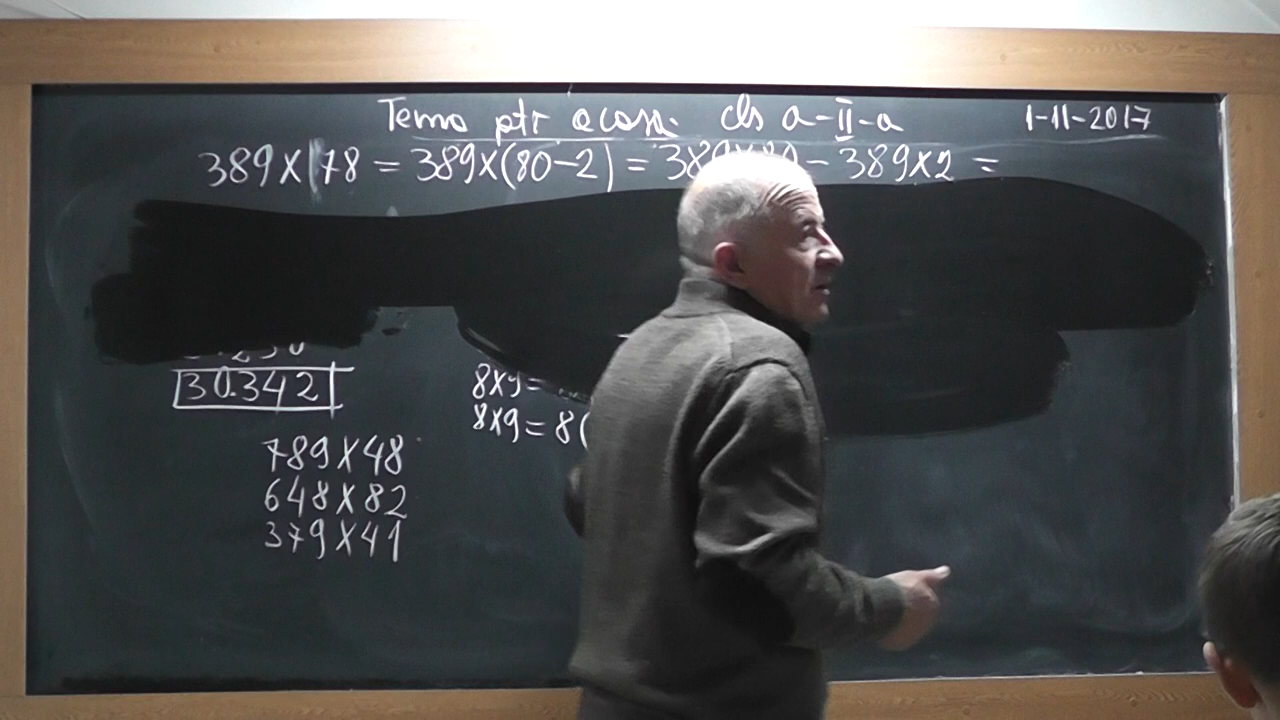 Tema ptr acasa. cls a-II-a 1-11-2017
389X78 = 389X(80-2) = 389X80 - 389X2 =
30.342
8X9=
8X9=8(
789X48
648X82
379X41